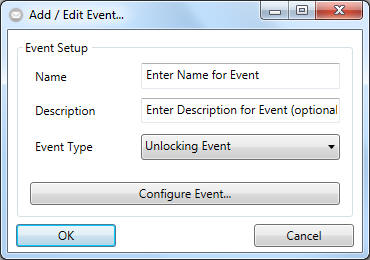 Add / Edit Event...
Event Setup
Name Enter Name for Event
Description Enter Description for Event (optional
Event Type Unlocking Event
Configure Event...
OK Cancel